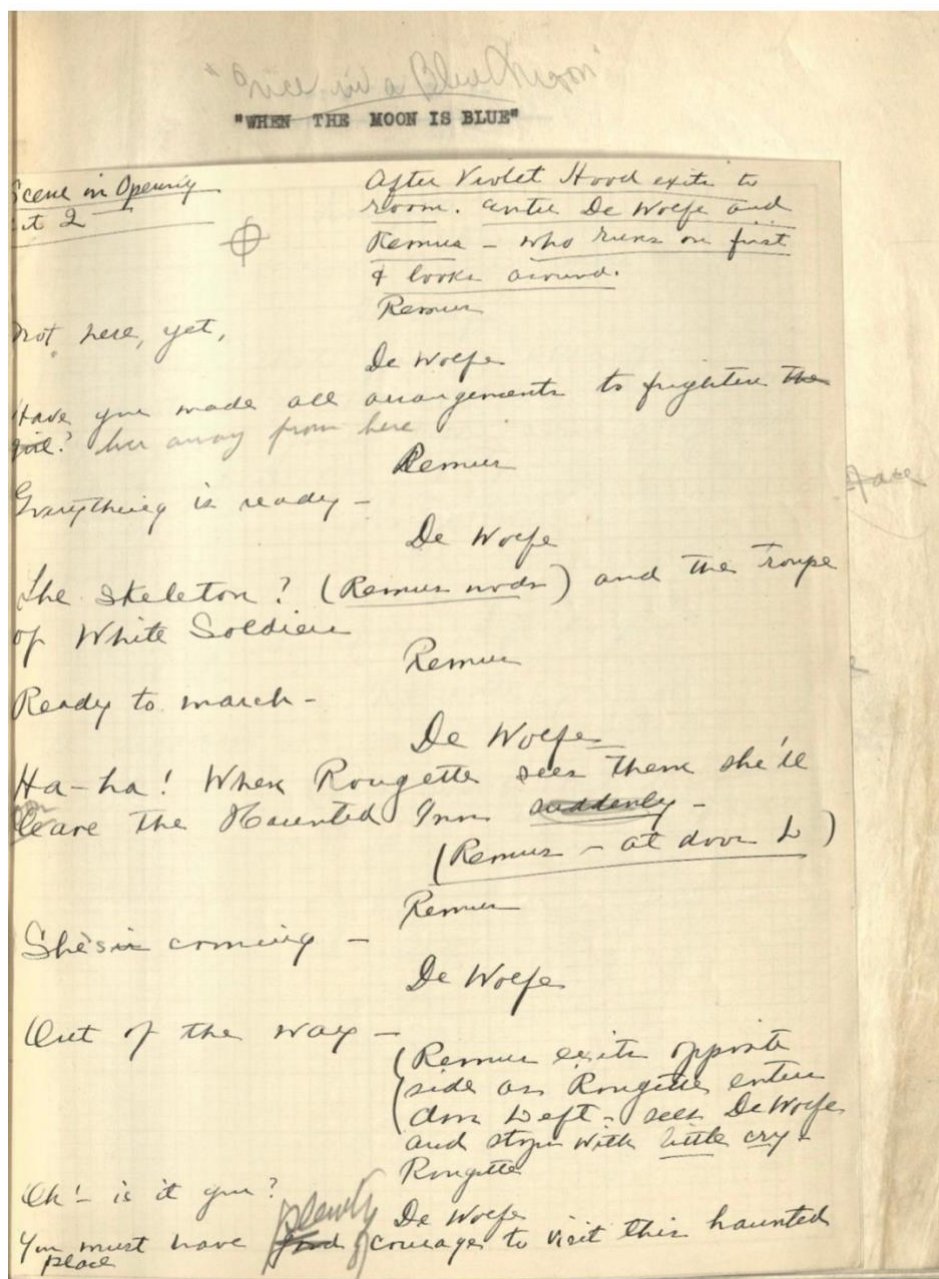 "Once in a Blue Moon"
"WHEN THE MOON IS BLUE"
Scene in Opening
ct 2
After Violet Hood exits to
room. enter De Wolfe and
Remus - who runs on first
& looks around.
Remus
Not here, yet,
De Wolfe
Have you made all arrangements to frighten the
girl? her away from here
Remus
Everything is ready -
De Wolfe
The skeleton? (Remus nods) and the Troupe
of White Soldiers
Remus
Ready to march -
De Wolfe
Ha-ha! When Rougette sees them she'll
leave the Haunted Inn suddenly -
(Remus - at door L)
Remus
She's is coming -
De Wolfe
Out of the way -
(Remus exits opposite
side as Rougette enters
door Left - sees De Wolfe
and stops with little cry -
Rougette
Oh! - is it you?
De Wolfe
You must have plenty of courage to visit this haunted
place